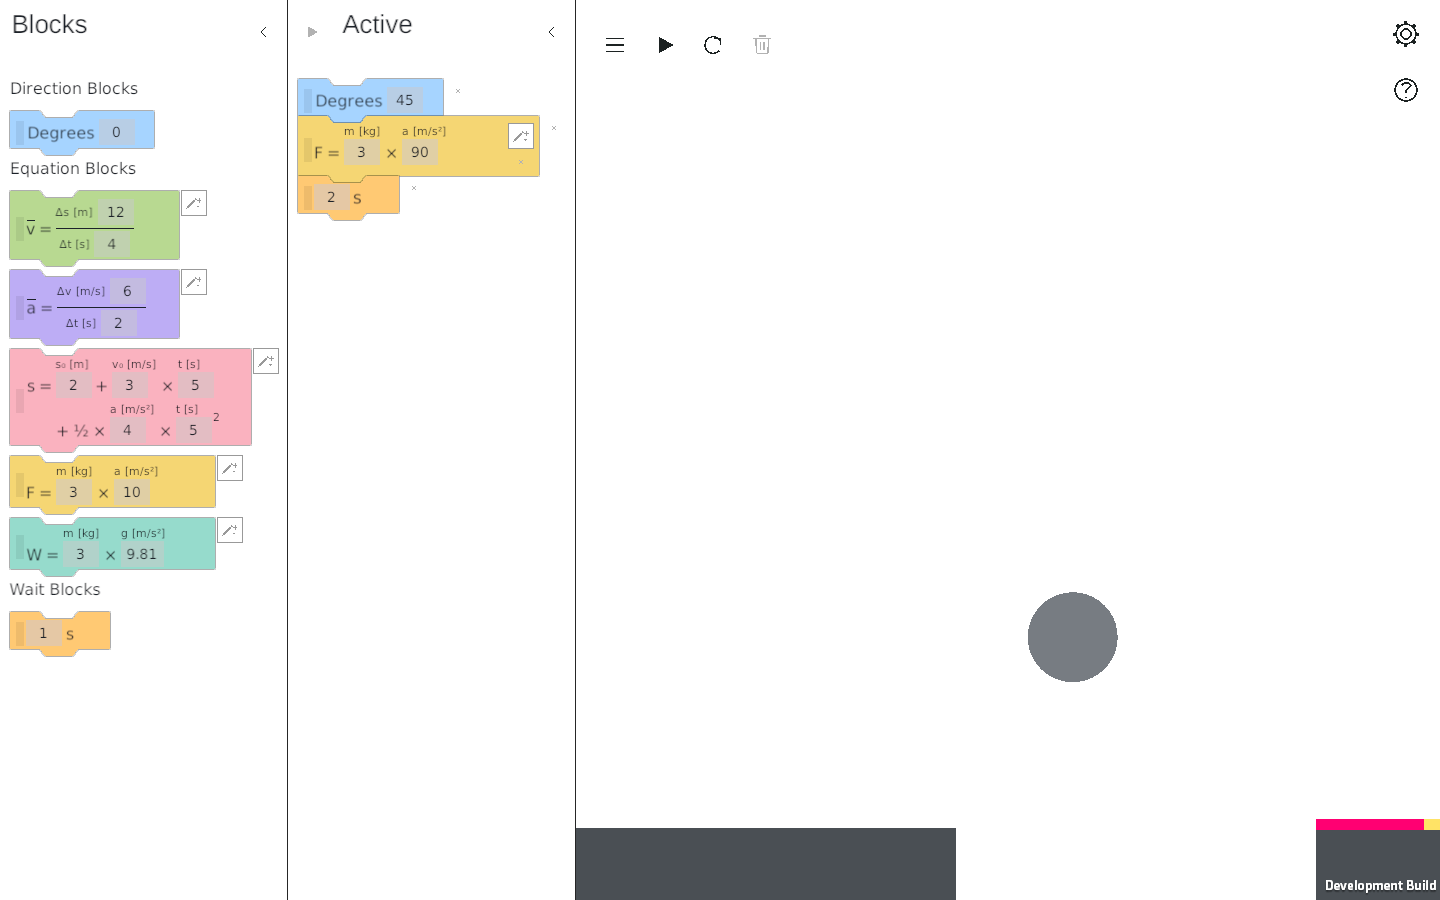 Blocks
Direction Blocks
Degrees 0
Equation Blocks
Δs [m] 12
v =
Δt [s] 4
Δv [m/s] 6
a =
Δt [s] 2
s₀ [m] v₀ [m/s] t [s]
s = 2 + 3 × 5
a [m/s²] t [s]
+ ½ × 4 × 5 2
m [kg] a [m/s²]
F = 3 × 10
m [kg] g [m/s²]
W = 3 × 9.81
Wait Blocks
1 s
Active
Degrees 45
m [kg] a [m/s²]
F = 3 × 90
2 s
Development Build